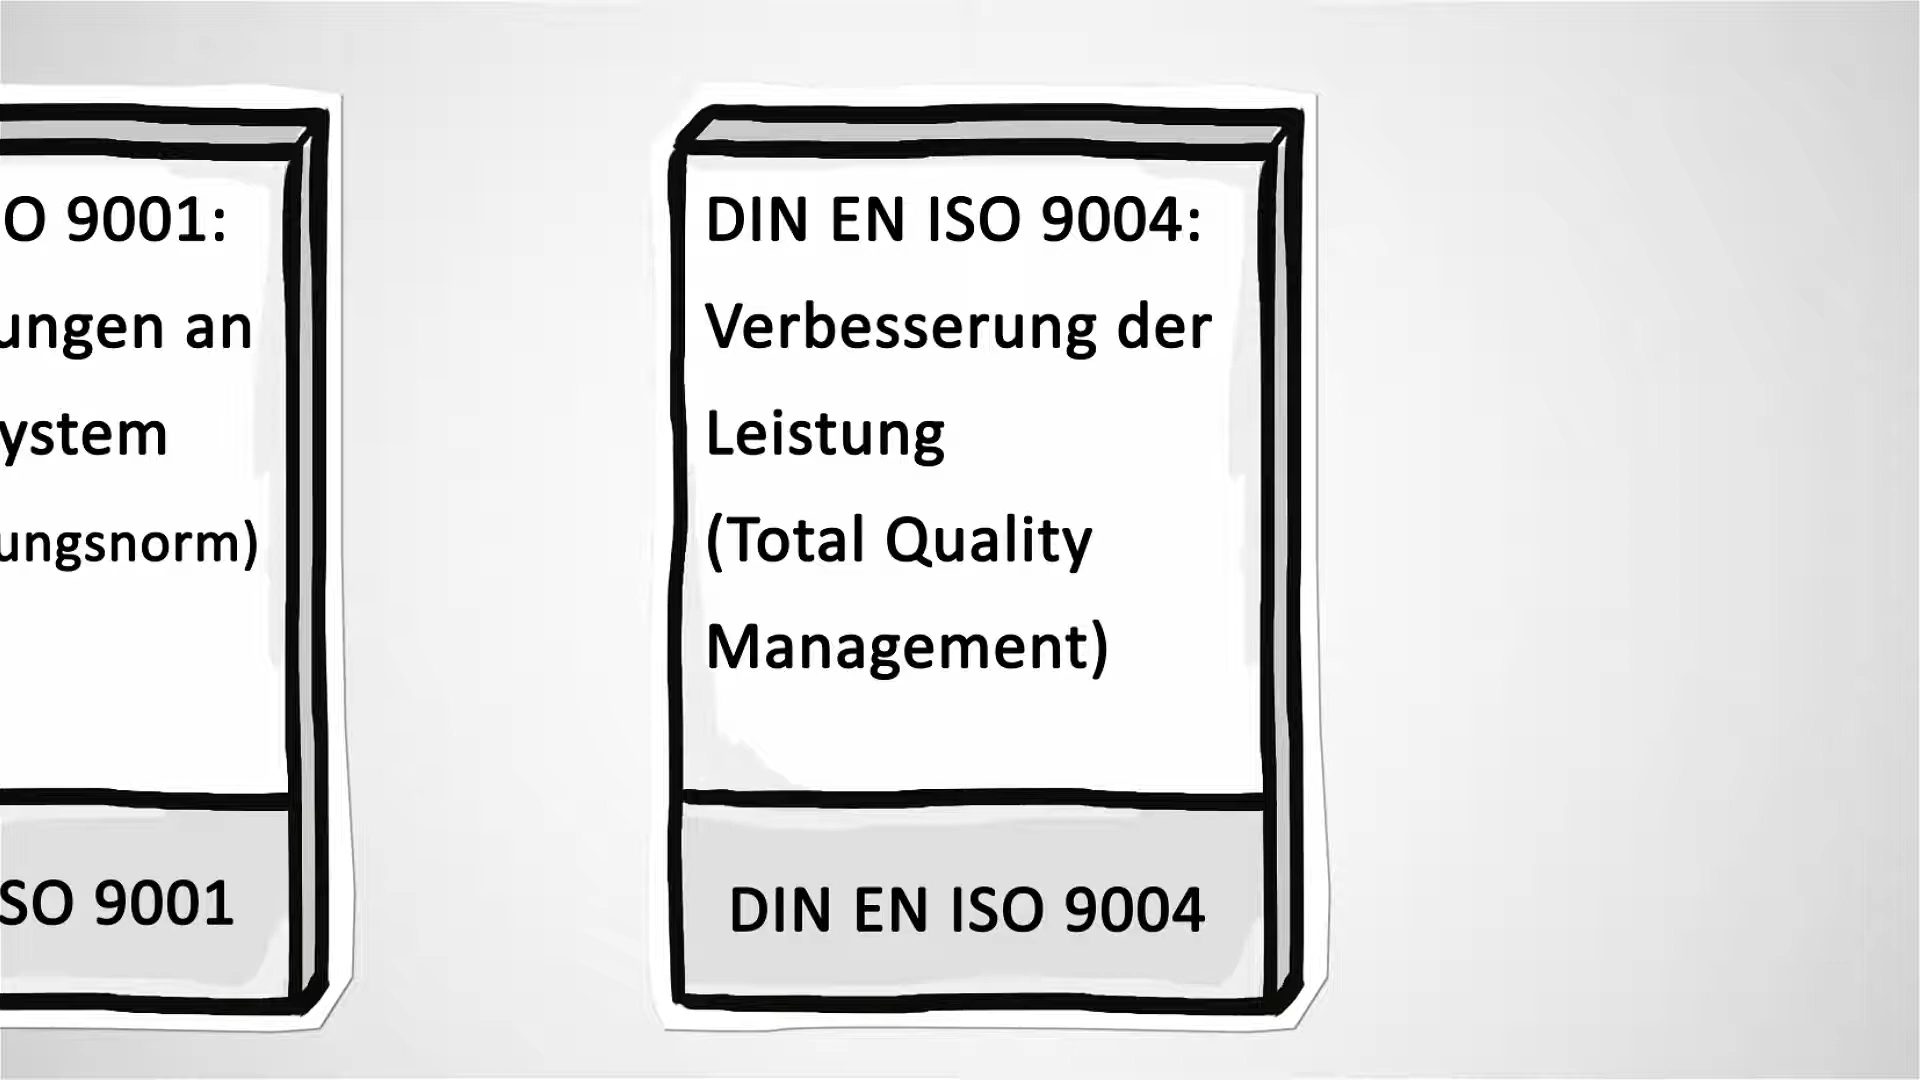 O 9001:
ungen an
ystem
ungsnorm)
SO 9001
DIN EN ISO 9004:
Verbesserung der
Leistung
(Total Quality
Management)
DIN EN ISO 9004